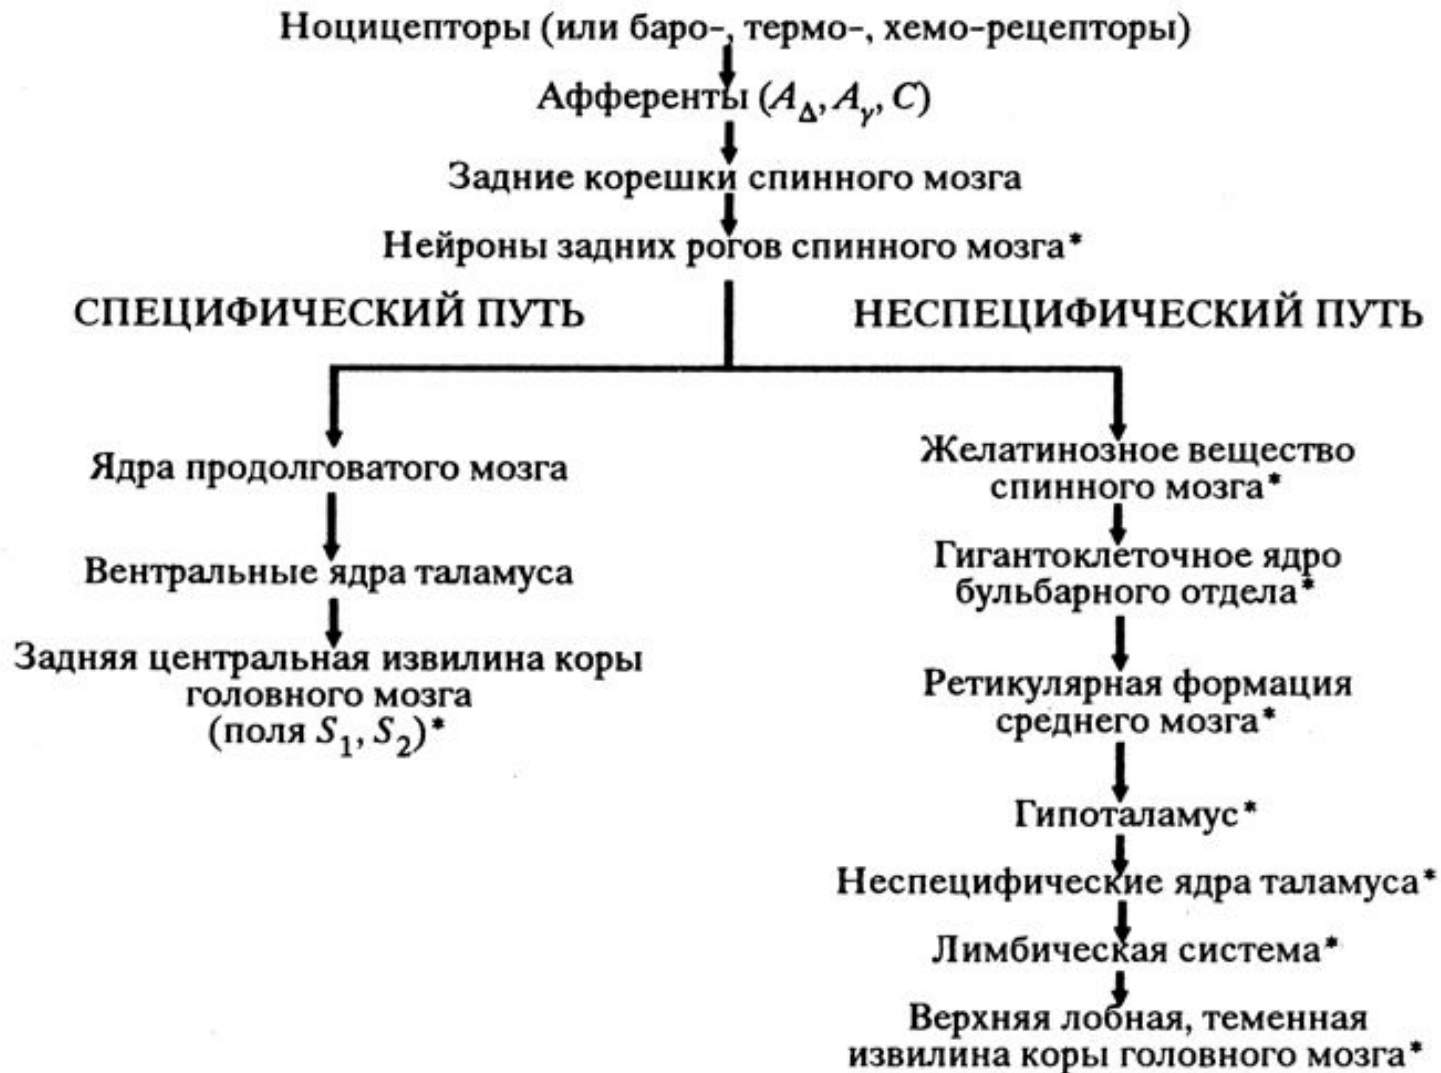 Ноцицепторы (или баро-, термо-, хемо-рецепторы)
Афференты (A_Δ, A_γ, C)
Задние корешки спинного мозга
Нейроны задних рогов спинного мозга*
СПЕЦИФИЧЕСКИЙ ПУТЬ
НЕСПЕЦИФИЧЕСКИЙ ПУТЬ
Ядра продолговатого мозга
Вентральные ядра таламуса
Задняя центральная извилина коры
головного мозга
(поля S₁, S₂)*
Желатинозное вещество
спинного мозга*
Гигантоклеточное ядро
бульбарного отдела*
Ретикулярная формация
среднего мозга*
Гипоталамус*
Неспецифические ядра таламуса*
Лимбическая система*
Верхняя лобная, теменная
извилина коры головного мозга*